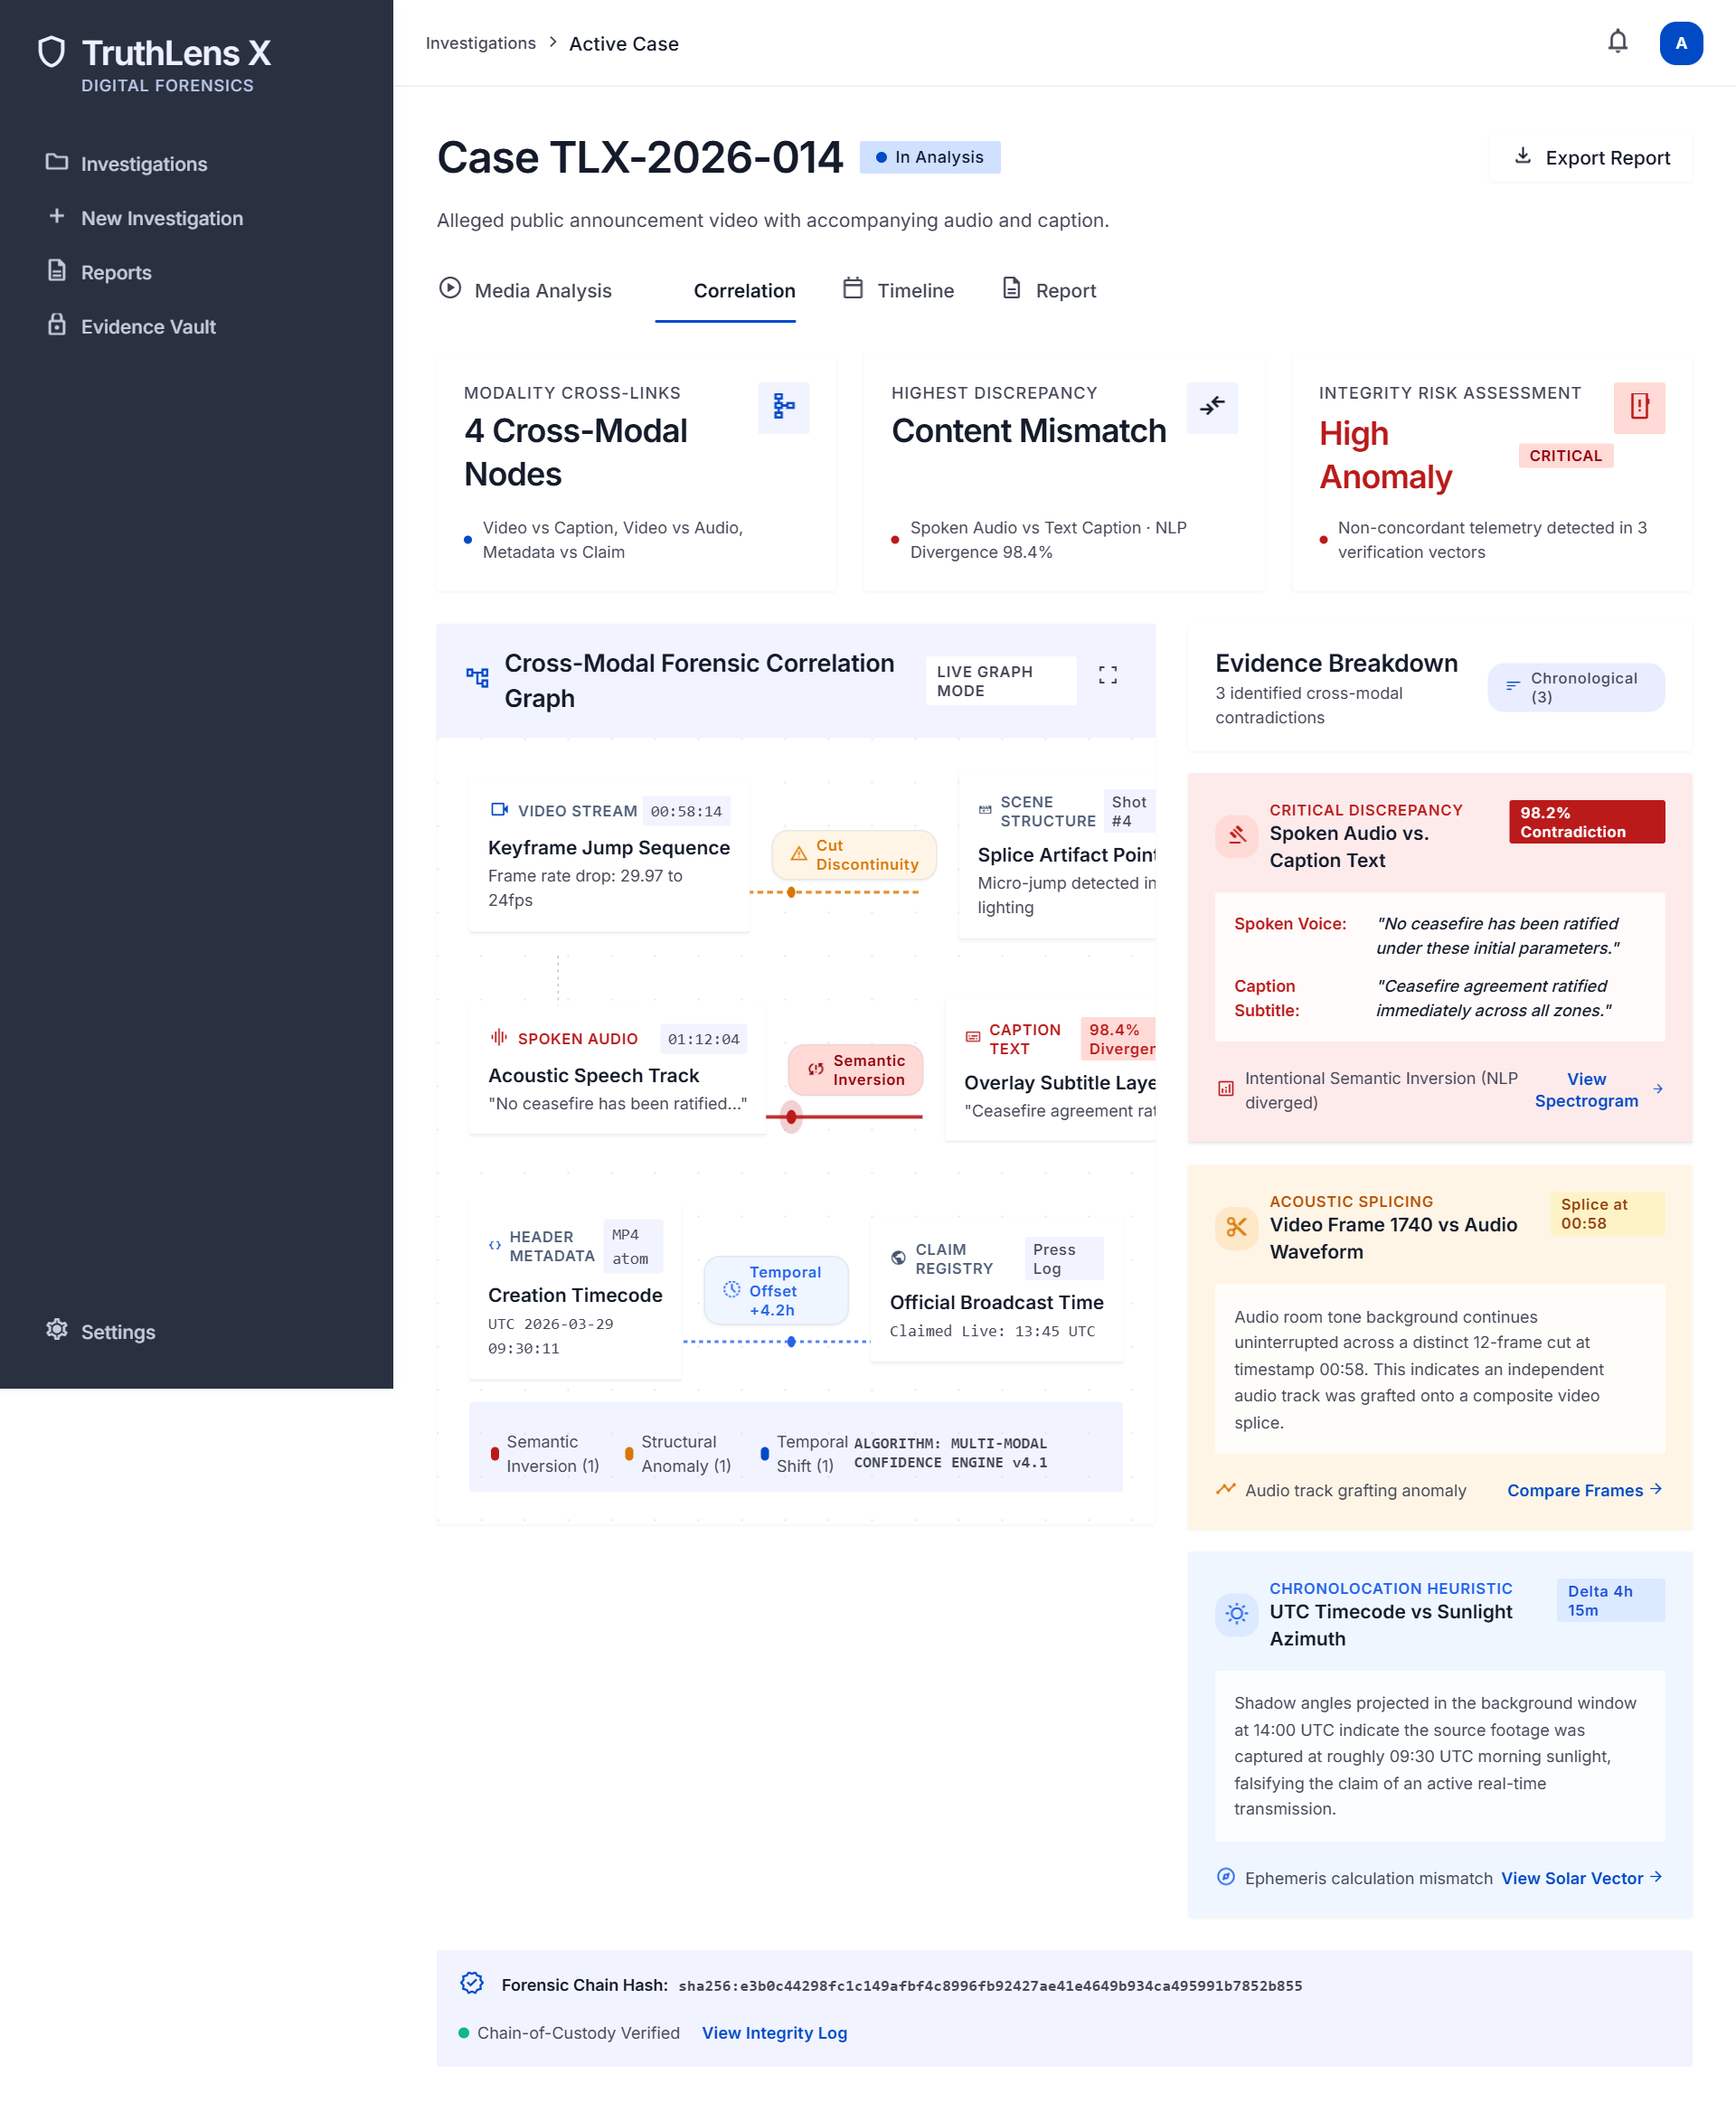 TruthLens X
DIGITAL FORENSICS
Investigations
New Investigation
Reports
Evidence Vault
Settings
Investigations
Active Case
A
Case TLX-2026-014
In Analysis
Export Report
Alleged public announcement video with accompanying audio and caption.
Media Analysis
Correlation
Timeline
Report
MODALITY CROSS-LINKS
4 Cross-Modal
Nodes
Video vs Caption, Video vs Audio,
Metadata vs Claim
HIGHEST DISCREPANCY
Content Mismatch
Spoken Audio vs Text Caption · NLP
Divergence 98.4%
INTEGRITY RISK ASSESSMENT
High
Anomaly
CRITICAL
Non-concordant telemetry detected in 3
verification vectors
Cross-Modal Forensic Correlation
Graph
LIVE GRAPH
MODE
VIDEO STREAM
00:58:14
Keyframe Jump Sequence
Frame rate drop: 29.97 to
24fps
Cut
Discontinuity
SCENE
STRUCTURE
Shot
#4
Splice Artifact Point
Micro-jump detected in
lighting
SPOKEN AUDIO
01:12:04
Acoustic Speech Track
"No ceasefire has been ratified..."
Semantic
Inversion
CAPTION
TEXT
98.4%
Diverger
Overlay Subtitle Laye
"Ceasefire agreement rat
HEADER
METADATA
MP4
atom
Creation Timecode
UTC 2026-03-29
09:30:11
Temporal
Offset
+4.2h
CLAIM
REGISTRY
Press
Log
Official Broadcast Time
Claimed Live: 13:45 UTC
Semantic
Inversion (1)
Structural
Anomaly (1)
Temporal
Shift (1)
ALGORITHM: MULTI-MODAL
CONFIDENCE ENGINE v4.1
Evidence Breakdown
3 identified cross-modal
contradictions
Chronological
(3)
CRITICAL DISCREPANCY
Spoken Audio vs.
Caption Text
98.2%
Contradiction
Spoken Voice:
"No ceasefire has been ratified
under these initial parameters."
Caption
Subtitle:
"Ceasefire agreement ratified
immediately across all zones."
Intentional Semantic Inversion (NLP
diverged)
View
Spectrogram
ACOUSTIC SPLICING
Video Frame 1740 vs Audio
Waveform
Splice at
00:58
Audio room tone background continues
uninterrupted across a distinct 12-frame cut at
timestamp 00:58. This indicates an independent
audio track was grafted onto a composite video
splice.
Audio track grafting anomaly
Compare Frames
CHRONOLOCATION HEURISTIC
UTC Timecode vs Sunlight
Azimuth
Delta 4h
15m
Shadow angles projected in the background window
at 14:00 UTC indicate the source footage was
captured at roughly 09:30 UTC morning sunlight,
falsifying the claim of an active real-time
transmission.
Ephemeris calculation mismatch
View Solar Vector
Forensic Chain Hash: sha256:e3b0c44298fc1c149afbf4c8996fb92427ae41e4649b934ca495991b7852b855
Chain-of-Custody Verified
View Integrity Log